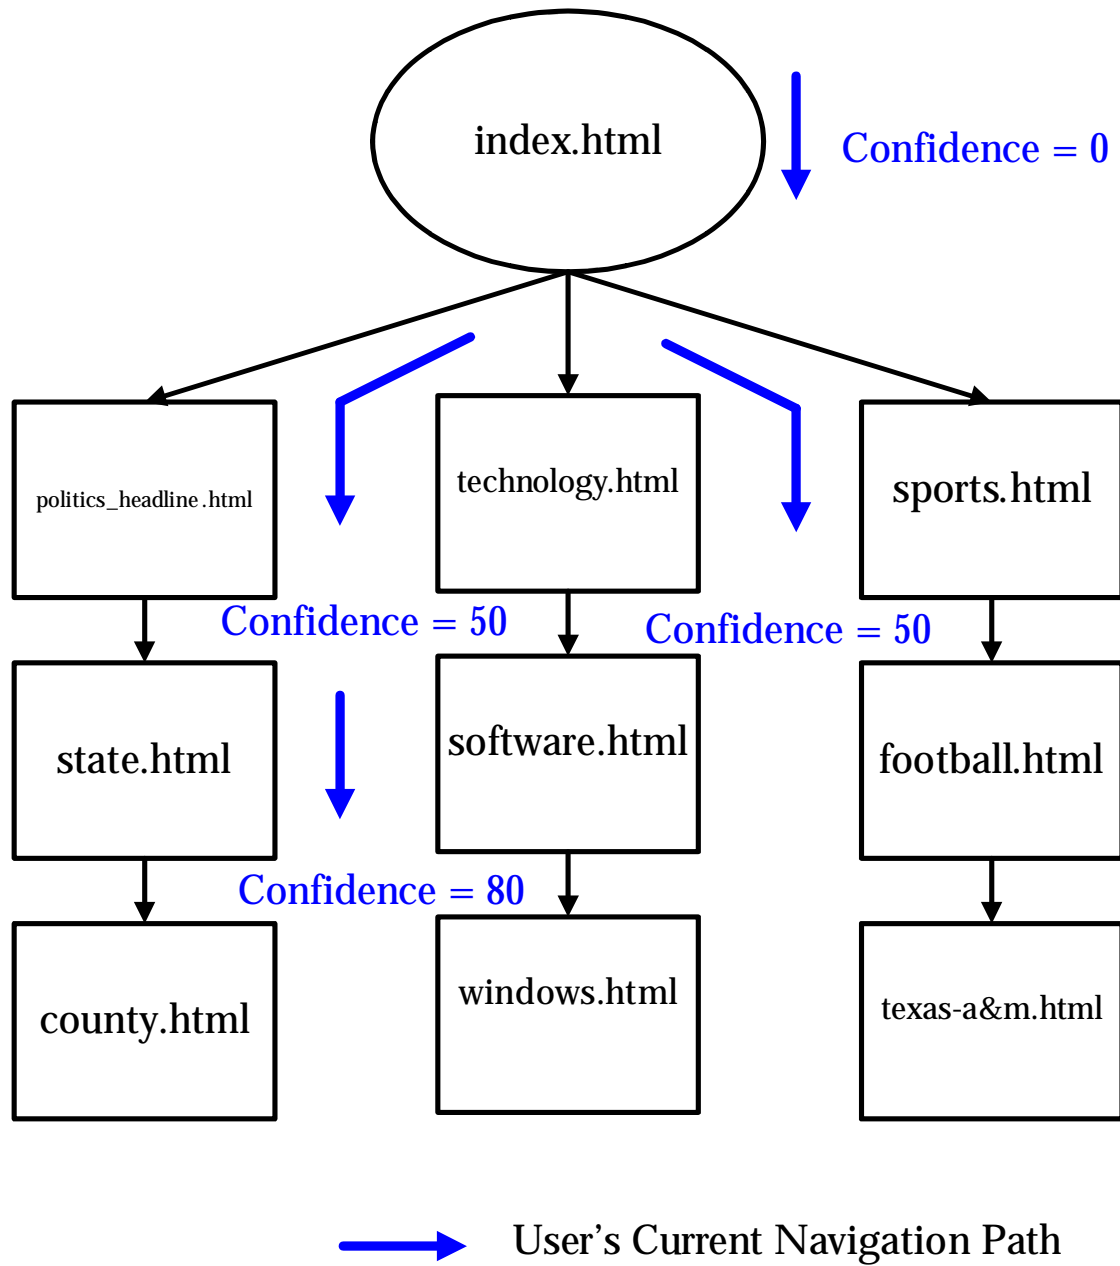 index.html
Confidence = 0
politics_headline.html
technology.html
sports.html
Confidence = 50
Confidence = 50
state.html
software.html
football.html
Confidence = 80
county.html
windows.html
texas-a&m.html
User's Current Navigation Path